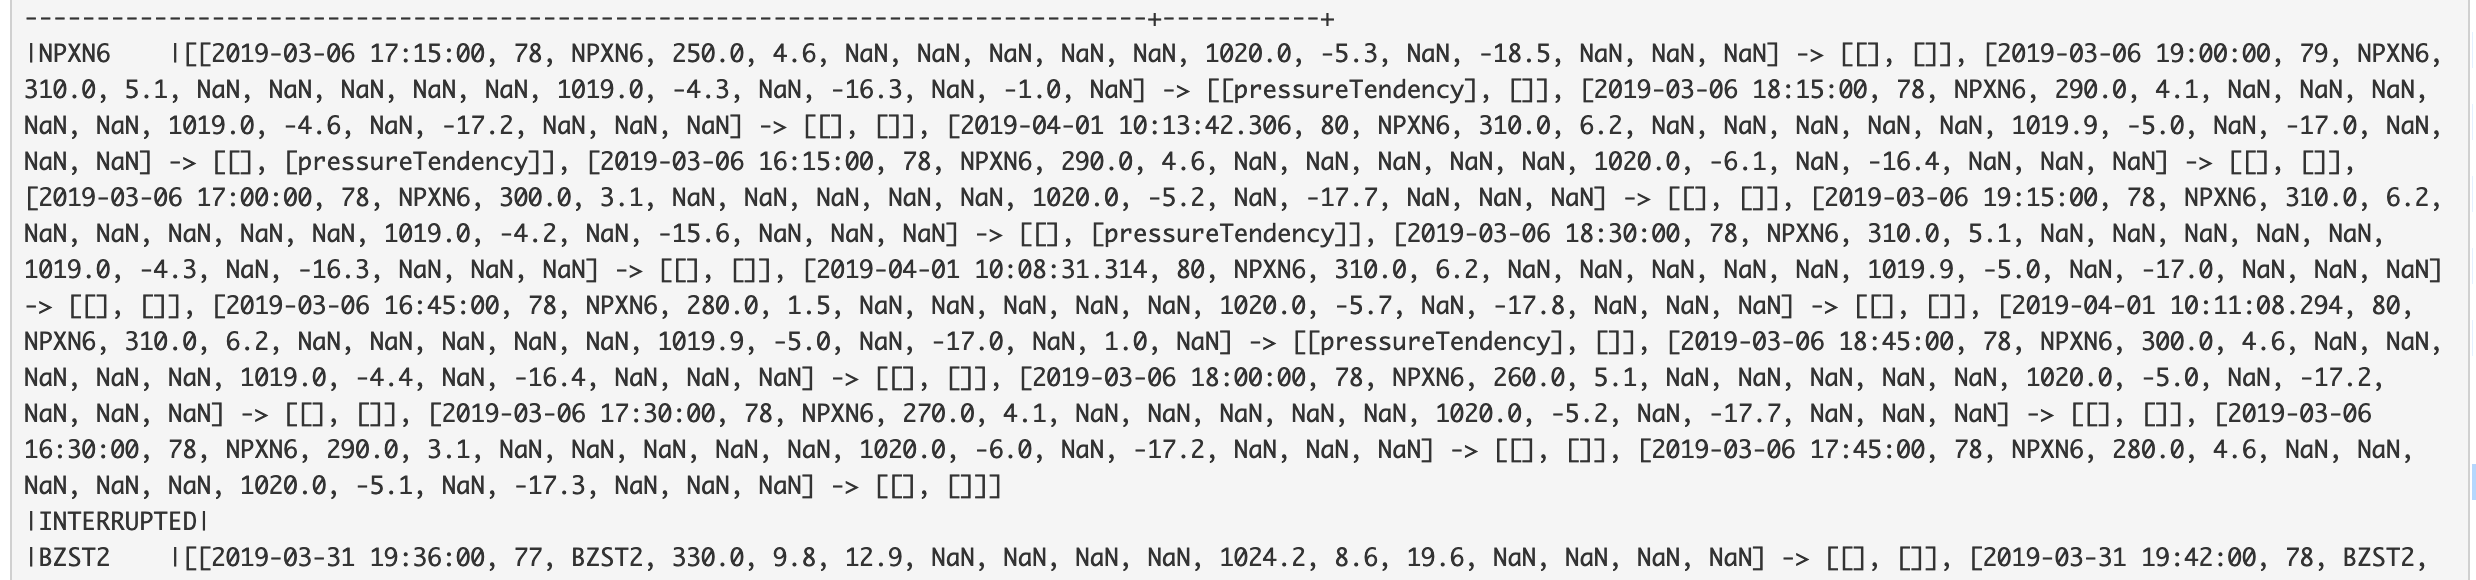 ------------------------------------------------------------------------------+-----------+
|NPXN6    |[[2019-03-06 17:15:00, 78, NPXN6, 250.0, 4.6, NaN, NaN, NaN, NaN, NaN, 1020.0, -5.3, NaN, -18.5, NaN, NaN, NaN] -> [[], []], [2019-03-06 19:00:00, 79, NPXN6,
310.0, 5.1, NaN, NaN, NaN, NaN, NaN, 1019.0, -4.3, NaN, -16.3, NaN, -1.0, NaN] -> [[pressureTendency], []], [2019-03-06 18:15:00, 78, NPXN6, 290.0, 4.1, NaN, NaN, NaN,
NaN, NaN, 1019.0, -4.6, NaN, -17.2, NaN, NaN, NaN] -> [[], []], [2019-04-01 10:13:42.306, 80, NPXN6, 310.0, 6.2, NaN, NaN, NaN, NaN, NaN, 1019.9, -5.0, NaN, -17.0, NaN,
NaN, NaN] -> [[], [pressureTendency]], [2019-03-06 16:15:00, 78, NPXN6, 290.0, 4.6, NaN, NaN, NaN, NaN, NaN, 1020.0, -6.1, NaN, -16.4, NaN, NaN, NaN] -> [[], []],
[2019-03-06 17:00:00, 78, NPXN6, 300.0, 3.1, NaN, NaN, NaN, NaN, NaN, 1020.0, -5.2, NaN, -17.7, NaN, NaN, NaN] -> [[], []], [2019-03-06 19:15:00, 78, NPXN6, 310.0, 6.2,
NaN, NaN, NaN, NaN, NaN, 1019.0, -4.2, NaN, -15.6, NaN, NaN, NaN] -> [[], [pressureTendency]], [2019-03-06 18:30:00, 78, NPXN6, 310.0, 5.1, NaN, NaN, NaN, NaN, NaN,
1019.0, -4.3, NaN, -16.3, NaN, NaN, NaN] -> [[], []], [2019-04-01 10:08:31.314, 80, NPXN6, 310.0, 6.2, NaN, NaN, NaN, NaN, NaN, 1019.9, -5.0, NaN, -17.0, NaN, NaN, NaN]
-> [[], []], [2019-03-06 16:45:00, 78, NPXN6, 280.0, 1.5, NaN, NaN, NaN, NaN, NaN, 1020.0, -5.7, NaN, -17.8, NaN, NaN, NaN] -> [[], []], [2019-04-01 10:11:08.294, 80,
NPXN6, 310.0, 6.2, NaN, NaN, NaN, NaN, NaN, 1019.9, -5.0, NaN, -17.0, NaN, 1.0, NaN] -> [[pressureTendency], []], [2019-03-06 18:45:00, 78, NPXN6, 300.0, 4.6, NaN, NaN,
NaN, NaN, NaN, 1019.0, -4.4, NaN, -16.4, NaN, NaN, NaN] -> [[], []], [2019-03-06 18:00:00, 78, NPXN6, 260.0, 5.1, NaN, NaN, NaN, NaN, NaN, 1020.0, -5.0, NaN, -17.2,
NaN, NaN, NaN] -> [[], []], [2019-03-06 17:30:00, 78, NPXN6, 270.0, 4.1, NaN, NaN, NaN, NaN, NaN, 1020.0, -5.2, NaN, -17.7, NaN, NaN, NaN] -> [[], []], [2019-03-06
16:30:00, 78, NPXN6, 290.0, 3.1, NaN, NaN, NaN, NaN, NaN, 1020.0, -6.0, NaN, -17.2, NaN, NaN, NaN] -> [[], []], [2019-03-06 17:45:00, 78, NPXN6, 280.0, 4.6, NaN, NaN,
NaN, NaN, NaN, 1020.0, -5.1, NaN, -17.3, NaN, NaN, NaN] -> [[], []]]
|INTERRUPTED|
|BZST2    |[[2019-03-31 19:36:00, 77, BZST2, 330.0, 9.8, 12.9, NaN, NaN, NaN, NaN, 1024.2, 8.6, 19.6, NaN, NaN, NaN, NaN] -> [[], []], [2019-03-31 19:42:00, 78, BZST2,